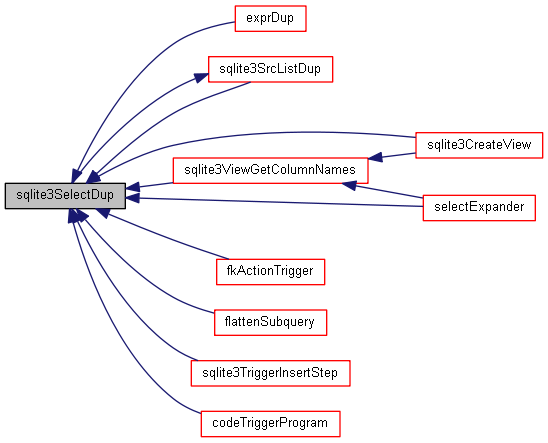 exprDup
sqlite3SrcListDup
sqlite3CreateView
sqlite3ViewGetColumnNames
sqlite3SelectDup
selectExpander
fkActionTrigger
flattenSubquery
sqlite3TriggerInsertStep
codeTriggerProgram